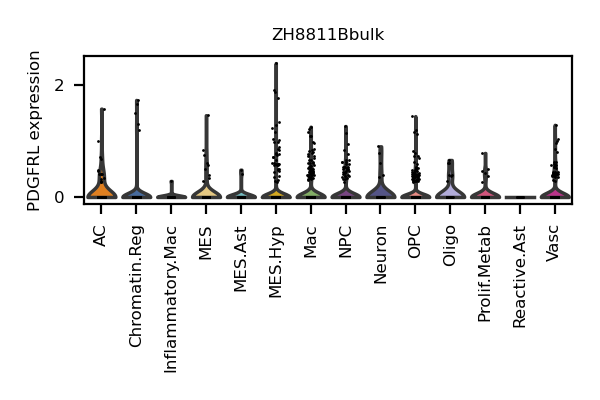 ZH8811Bbulk
PDGFRL expression
2
0
AC
Chromatin.Reg
Inflammatory.Mac
MES
MES.Ast
MES.Hyp
Mac
NPC
Neuron
OPC
Oligo
Prolif.Metab
Reactive.Ast
Vasc